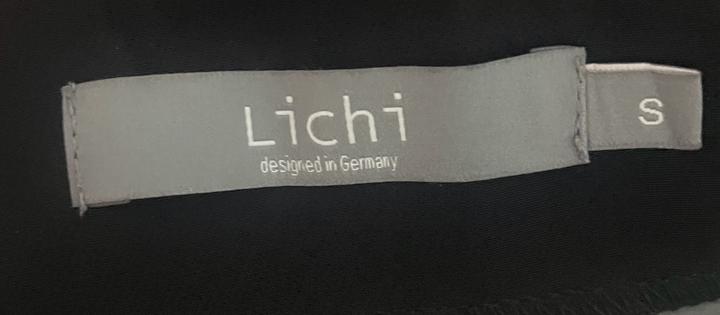 Lichi
designed in Germany
S